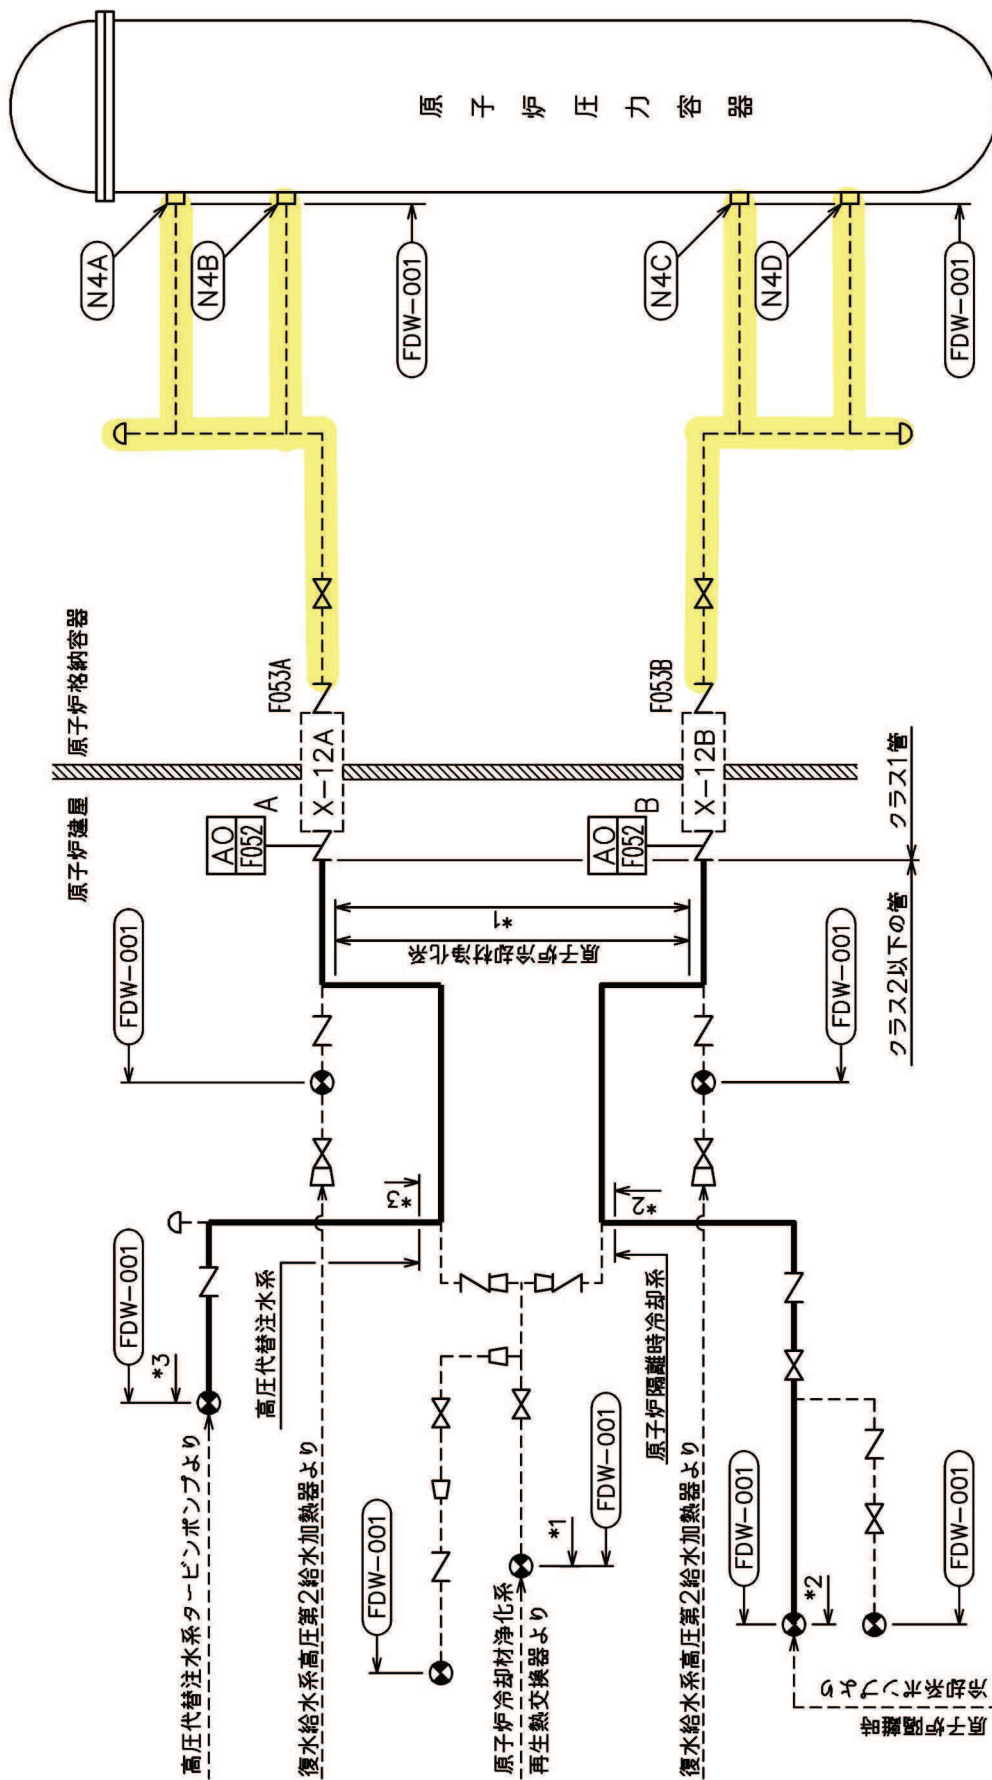 原子炉圧力容器
N4A
N4B
FDW-001
N4C
N4D
FDW-001
原子炉格納容器
原子炉建屋
F053A
X-12A
A
AO
F052
F053B
X-12B
B
AO
F052
クラス1管
クラス2以下の管
*1
原子炉冷却材浄化系
FDW-001
FDW-001
*3
高圧代替注水系
*2
原子炉隔離時冷却系
FDW-001
*3
高圧代替注水系タービンポンプより
復水給水系高圧第2給水加熱器より
FDW-001
原子炉冷却材浄化系
再生熱交換器より
*1
FDW-001
復水給水系高圧第2給水加熱器より
FDW-001
*2
FDW-001
原子炉隔離時
冷却系ポンプより